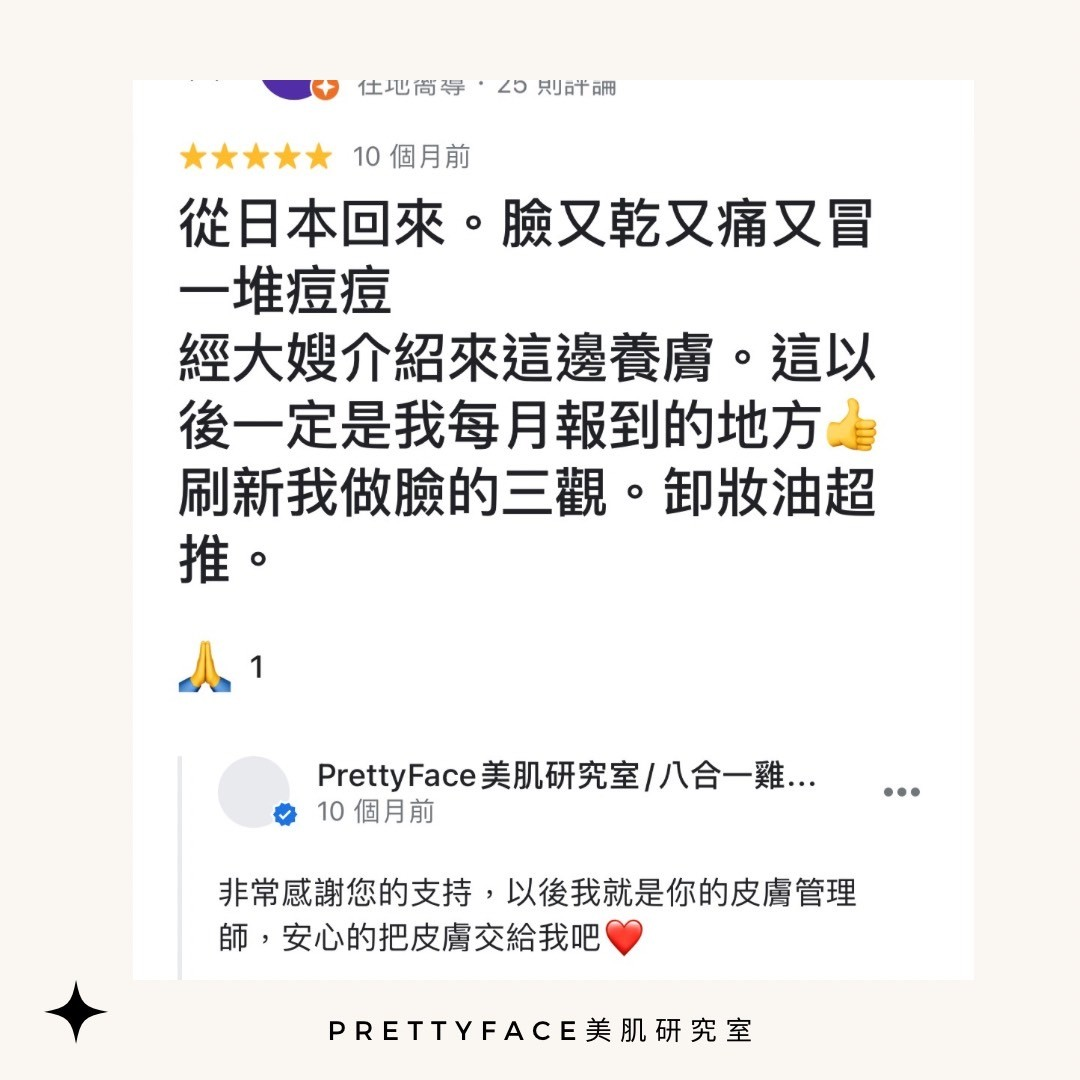 在地嚮導 · 25 則評論
10 個月前
從日本回來。臉又乾又痛又冒
一堆痘痘
經大嫂介紹來這邊養膚。這以
後一定是我每月報到的地方👍
刷新我做臉的三觀。卸妝油超
推。
🙏 1
PrettyFace美肌研究室/八合一雞...
10 個月前
非常感謝您的支持，以後我就是你的皮膚管理
師，安心的把皮膚交給我吧❤️
PRETTYFACE美肌研究室